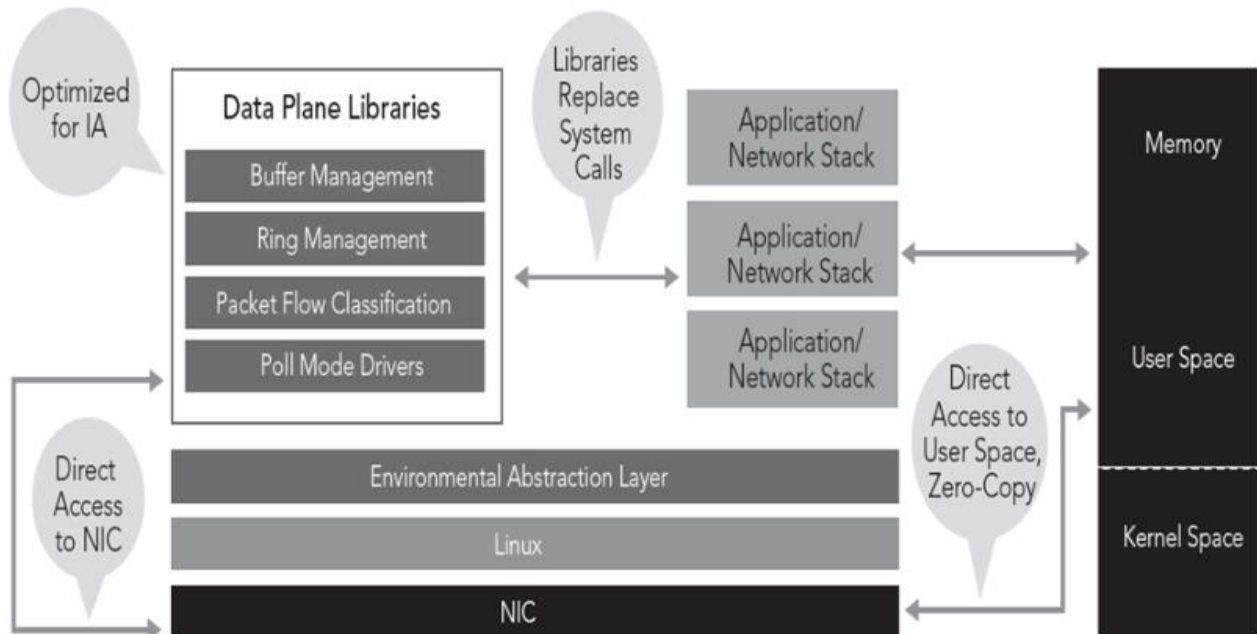 Optimized
for IA
Data Plane Libraries
Buffer Management
Ring Management
Packet Flow Classification
Poll Mode Drivers
Libraries
Replace
System
Calls
Application/
Network Stack
Application/
Network Stack
Application/
Network Stack
Memory
User Space
Kernel Space
Direct
Access to
User Space,
Zero-Copy
Direct
Access
to NIC
Environmental Abstraction Layer
Linux
NIC